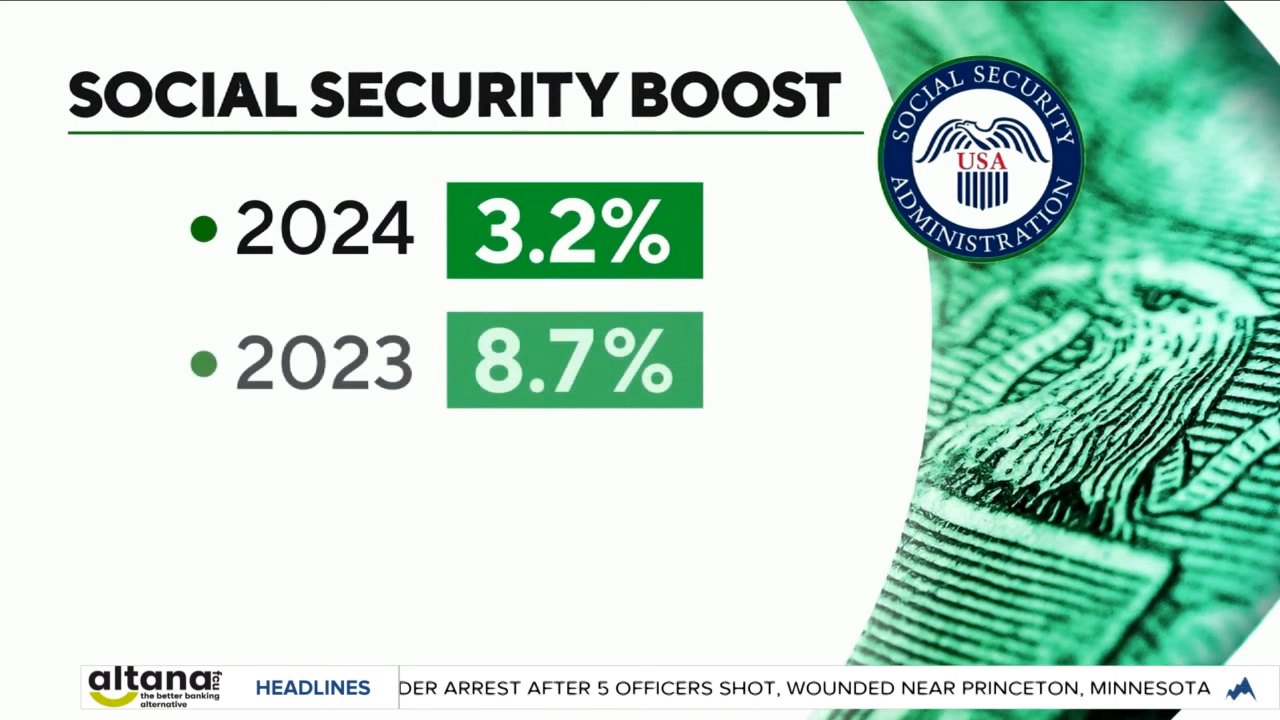 SOCIAL SECURITY BOOST
SOCIAL SECURITY
USA
ADMINISTRATION
• 2024 3.2%
• 2023 8.7%
altana fcu
the better banking
alternative
HEADLINES
DER ARREST AFTER 5 OFFICERS SHOT, WOUNDED NEAR PRINCETON, MINNESOTA